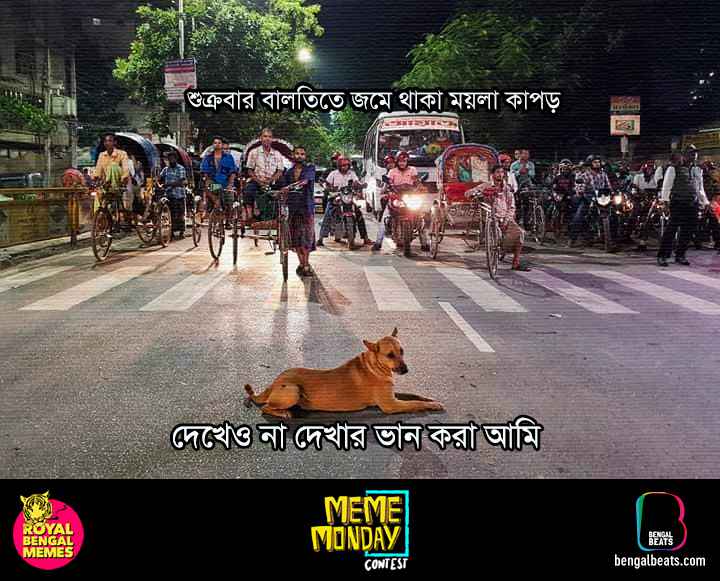 শুক্রবার বালতিতে জমে থাকা ময়লা কাপড়
দেখেও না দেখার ভান করা আমি
ROYAL
BENGAL
MEMES
MEME
MONDAY
CONTEST
BENGAL
BEATS
bengalbeats.com